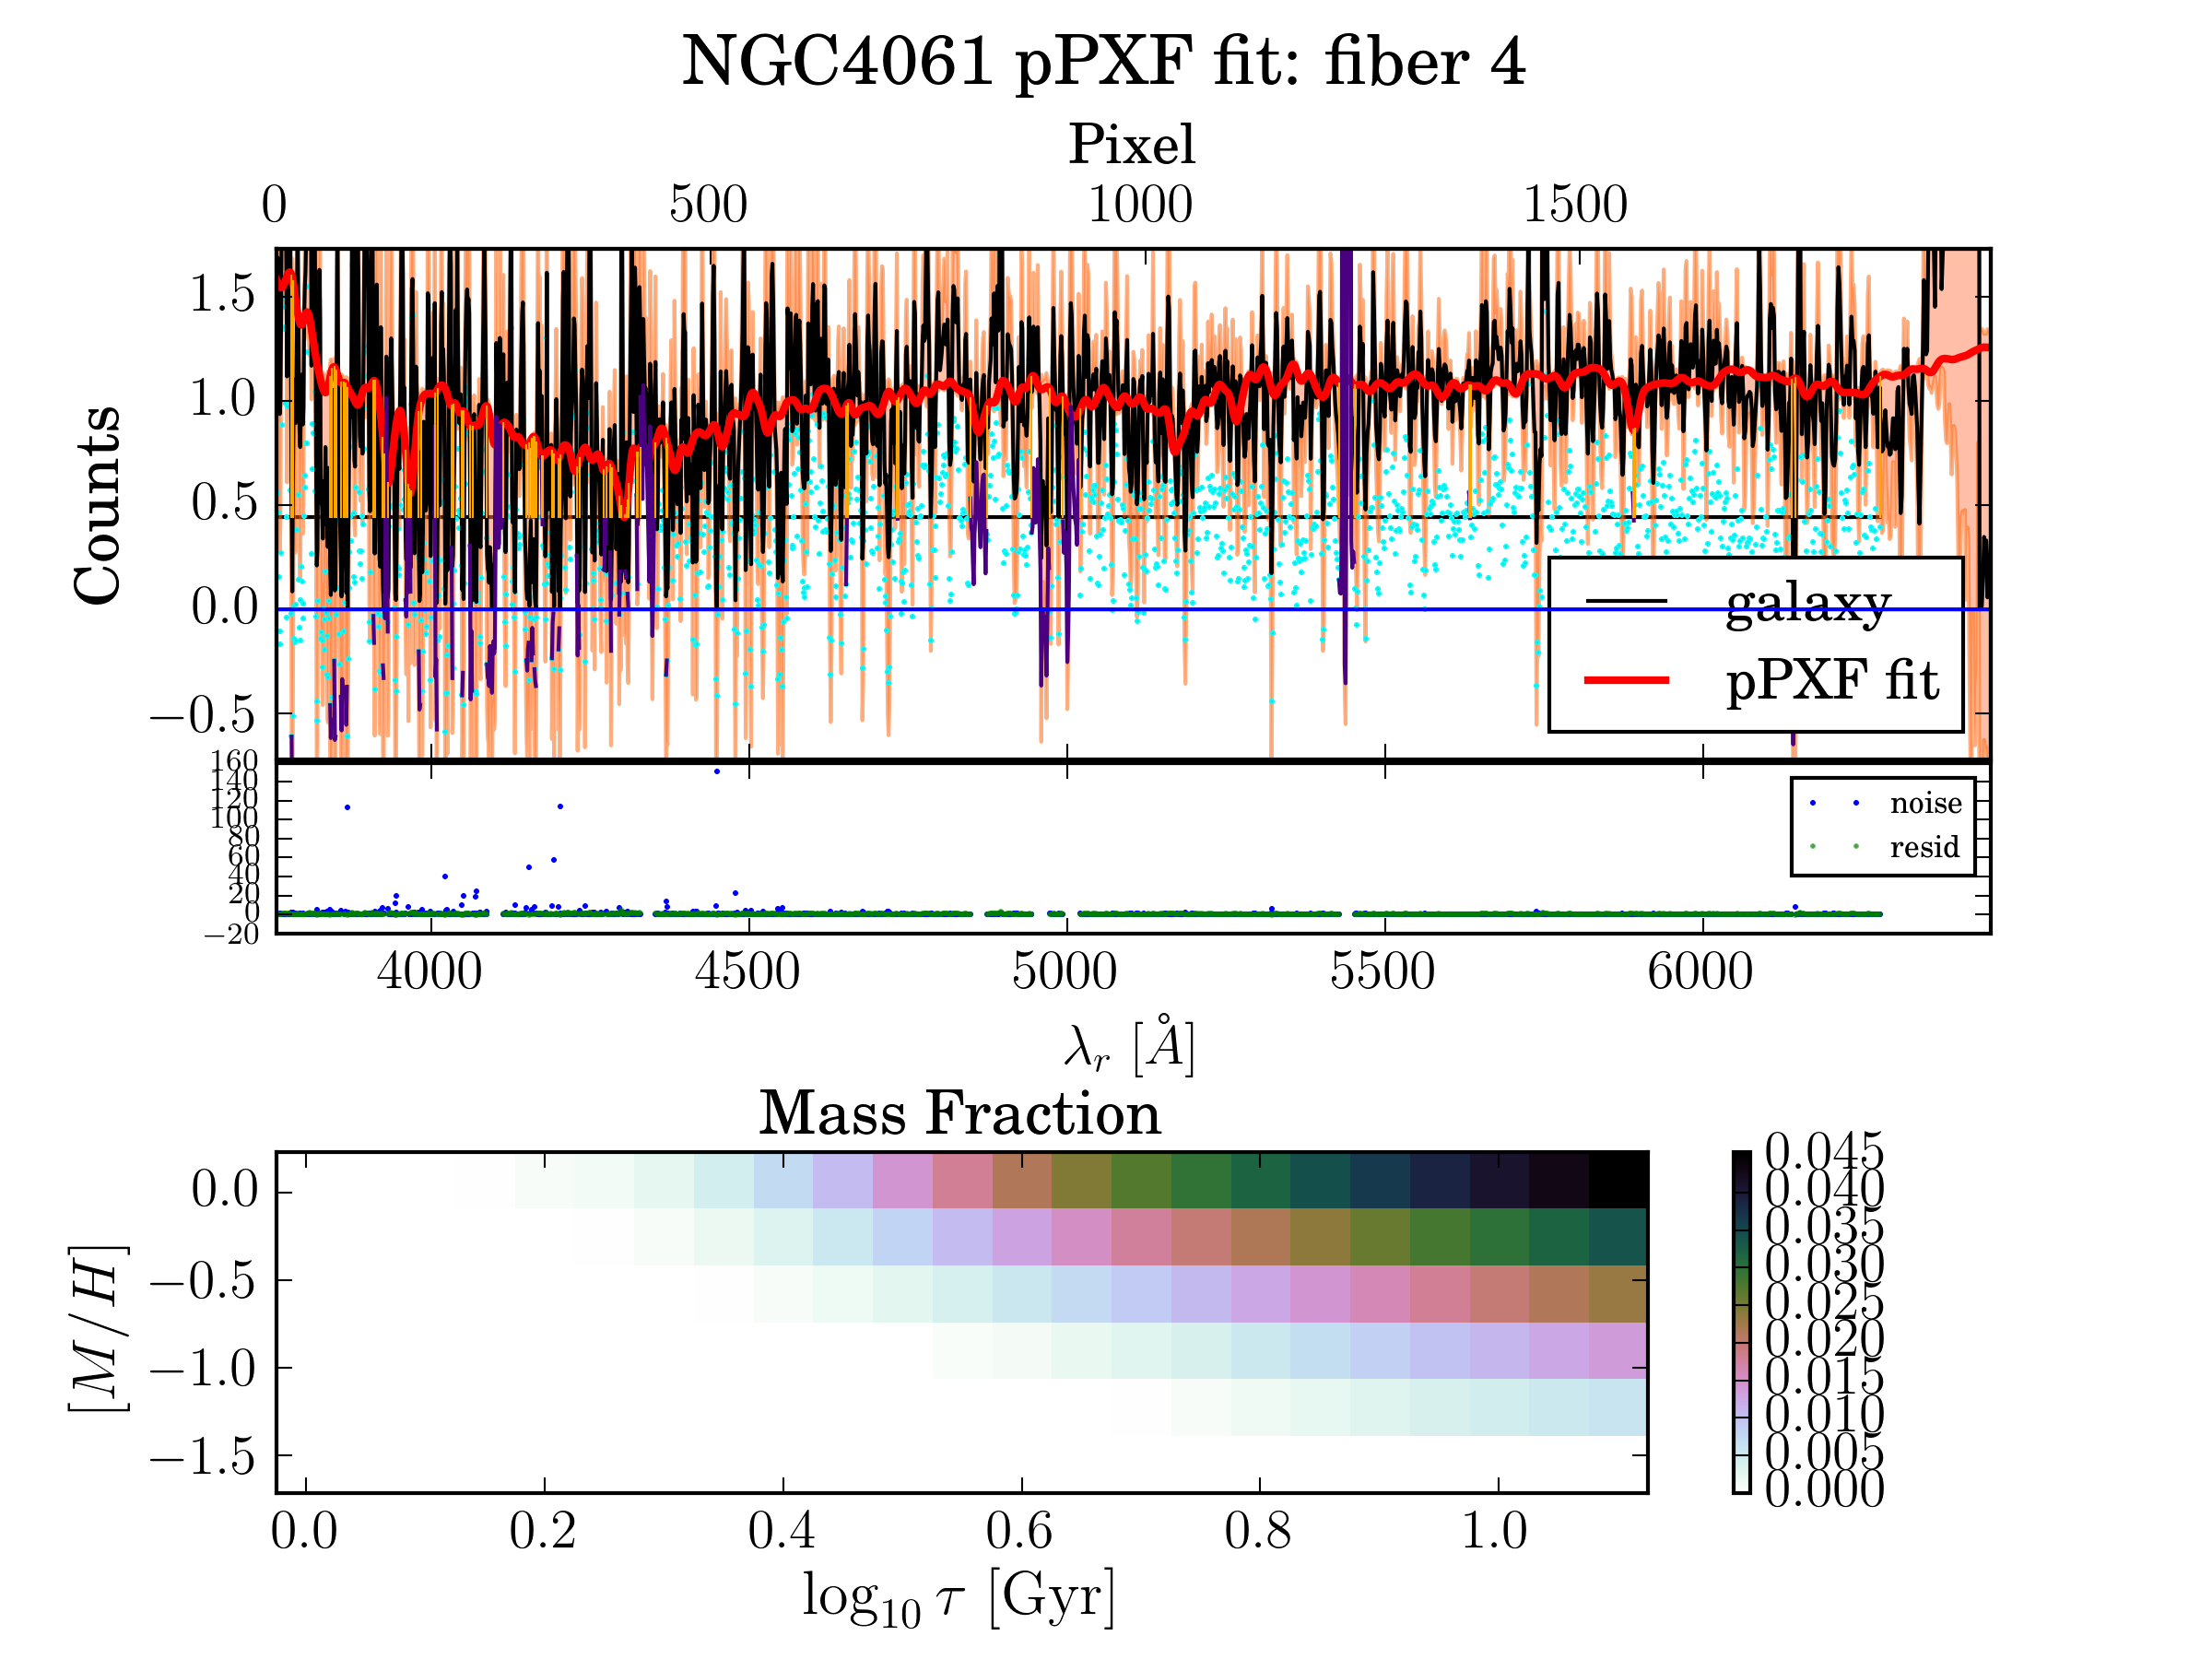 NGC4061 pPXF fit: fiber 4
Pixel
0 500 1000 1500
Counts
1.5
1.0
0.5
0.0
−0.5
galaxy
pPXF fit
160
140
120
100
80
60
40
20
0
−20
noise
resid
4000 4500 5000 5500 6000
λr [Å]
Mass Fraction
[M/H]
0.0
−0.5
−1.0
−1.5
0.0 0.2 0.4 0.6 0.8 1.0
log10 τ [Gyr]
0.045
0.040
0.035
0.030
0.025
0.020
0.015
0.010
0.005
0.000